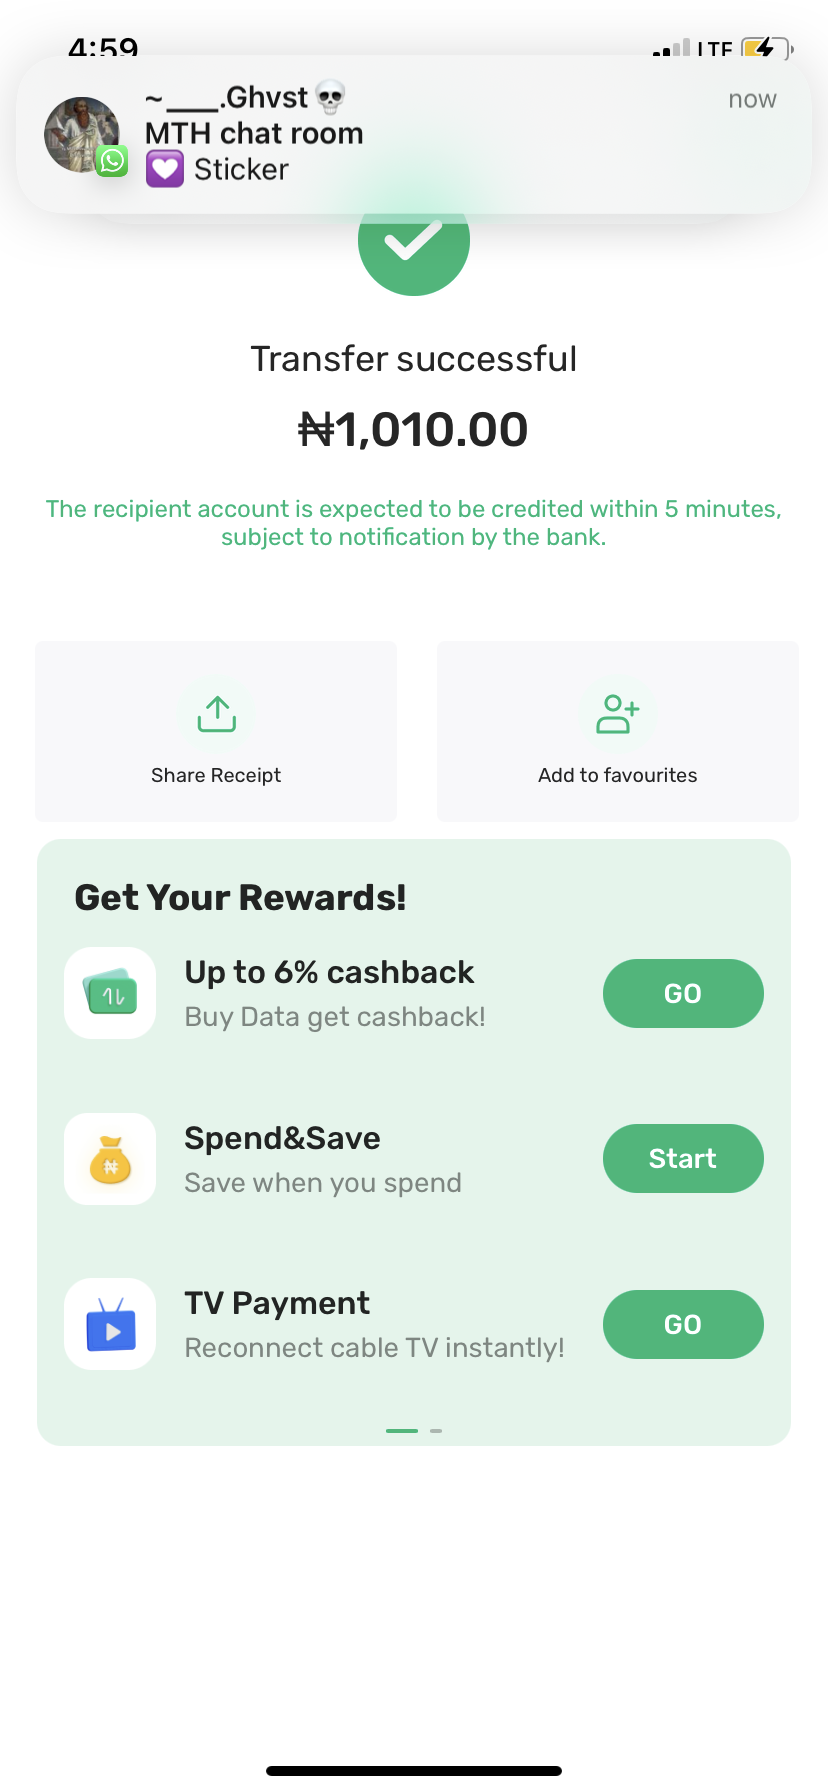 4:59
LTE
~___.Ghvst💀
now
MTH chat room
💟 Sticker
Transfer successful
₦1,010.00
The recipient account is expected to be credited within 5 minutes,
subject to notification by the bank.
Share Receipt
Add to favourites
Get Your Rewards!
Up to 6% cashback
Buy Data get cashback!
GO
Spend&Save
Save when you spend
Start
TV Payment
Reconnect cable TV instantly!
GO